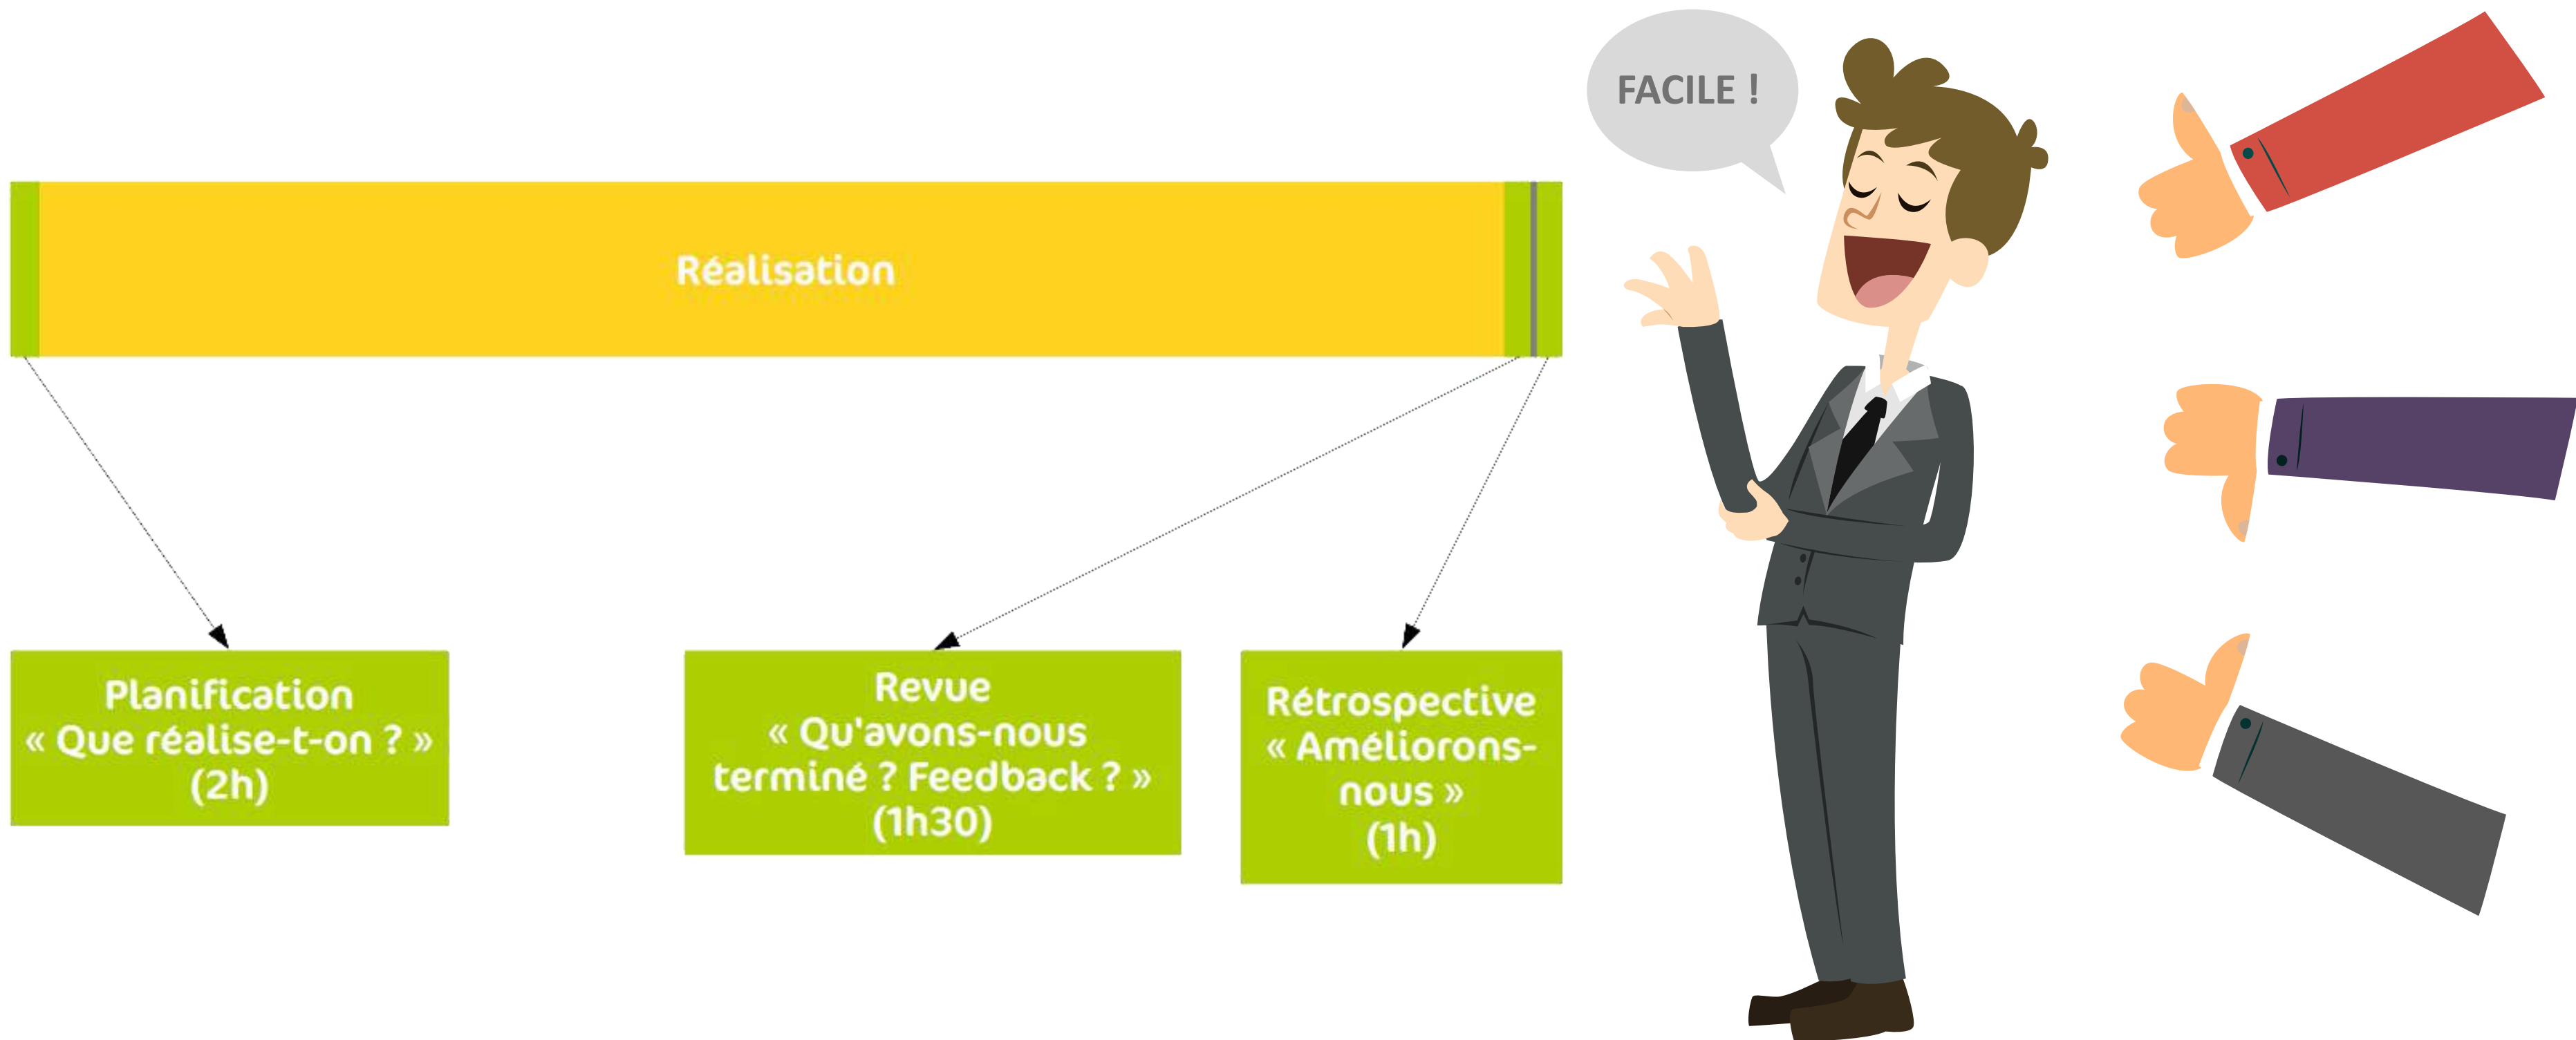 FACILE !
Réalisation
Planification
« Que réalise-t-on ? »
(2h)
Revue
« Qu'avons-nous
terminé ? Feedback ? »
(1h30)
Rétrospective
« Améliorons-
nous »
(1h)